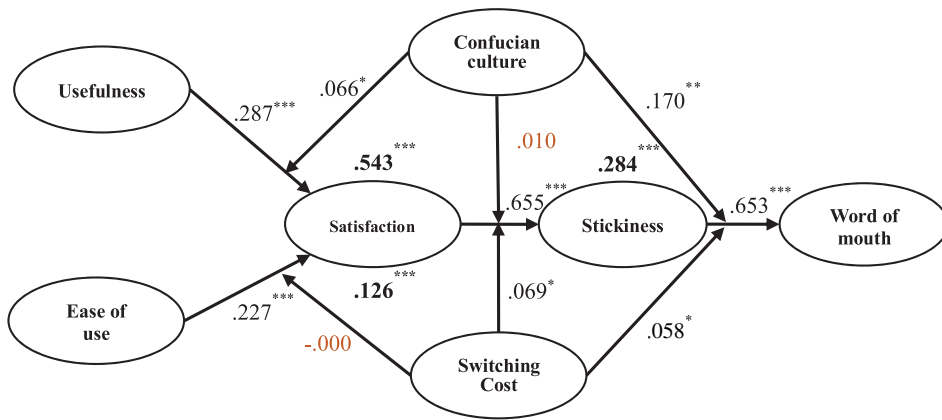 Confucian
culture
Usefulness
.287***
.066*
.170**
.543***
.010
.284***
Satisfaction
.655***
Stickiness
.653***
Word of
mouth
.126***
Ease of
use
.227***
-.000
.069*
.058*
Switching
Cost